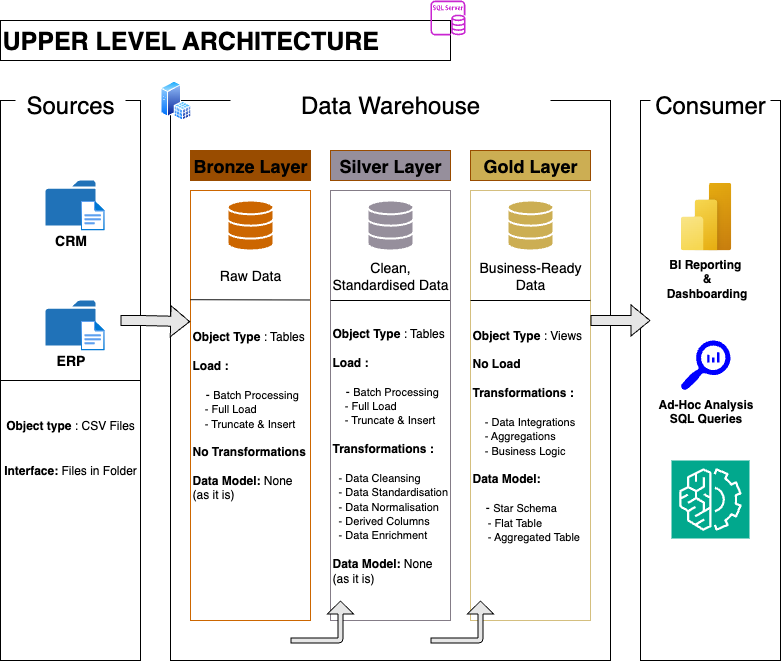 SQL Server
UPPER LEVEL ARCHITECTURE
Sources
CRM
ERP
Object type : CSV Files
Interface: Files in Folder
Data Warehouse
Bronze Layer
Raw Data
Object Type : Tables
Load :
- Batch Processing
- Full Load
- Truncate & Insert
No Transformations
Data Model: None
(as it is)
Silver Layer
Clean,
Standardised Data
Object Type : Tables
Load :
- Batch Processing
- Full Load
- Truncate & Insert
Transformations :
- Data Cleansing
- Data Standardisation
- Data Normalisation
- Derived Columns
- Data Enrichment
Data Model: None
(as it is)
Gold Layer
Business-Ready
Data
Object Type : Views
No Load
Transformations :
- Data Integrations
- Aggregations
- Business Logic
Data Model:
- Star Schema
- Flat Table
- Aggregated Table
Consumer
BI Reporting
&
Dashboarding
Ad-Hoc Analysis
SQL Queries